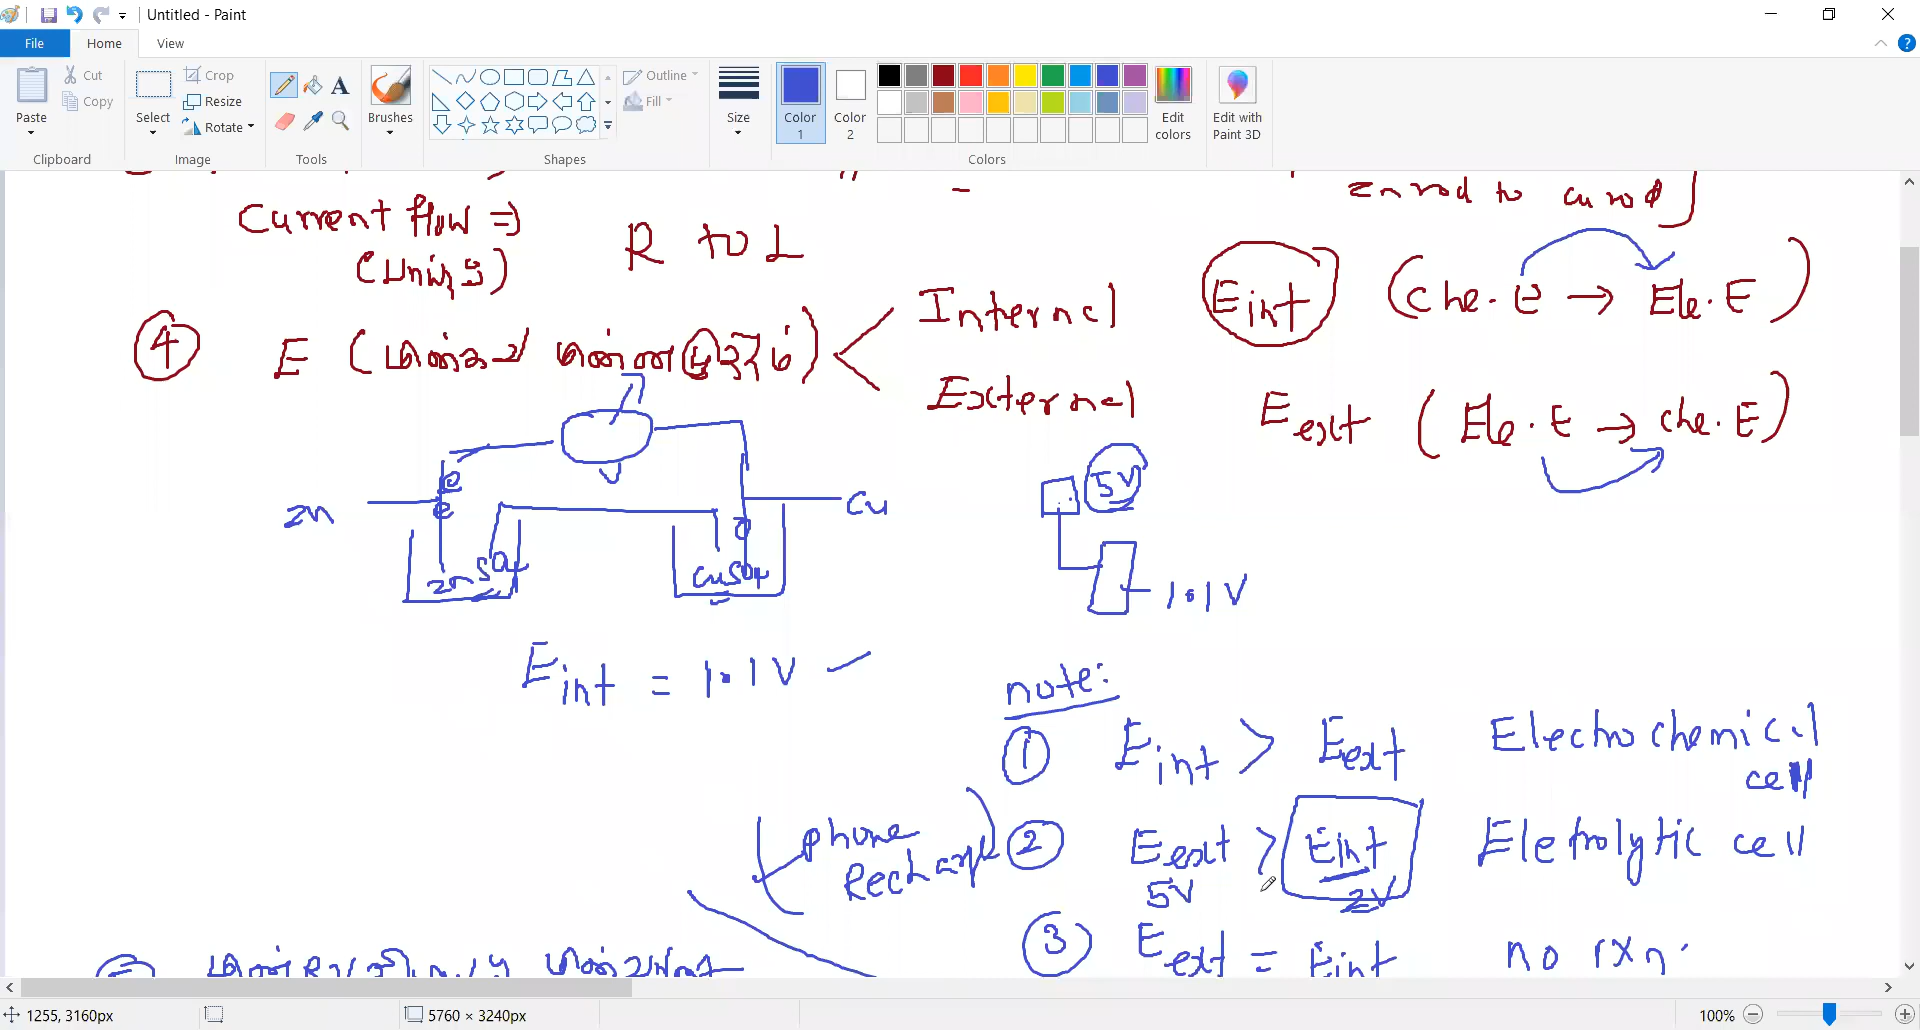 Untitled - Paint
File Home View
Cut
Copy
Paste
Clipboard
Crop
Resize
Rotate
Select
Image
Tools
Brushes
Outline
Fill
Shapes
Size
Color 1
Color 2
Edit colors
Edit with Paint 3D
Colors
Zn rod to cu rod
Current flow ⇒
R to L
④ E
Internal
External
Eint (Che. E → Ele. E)
Eext (Ele. E → Che. E)
V
Zn
Cu
e
e
ZnSO4
CuSO4
5V
1.1V
Eint = 1.1V
note:
① Eint > Eext Electrochemical cell
phone Recharge
② Eext > Eint Eletrolytic cell
5V 2V
③ Eext = Eint no rxn.
1255, 3160px
5760 × 3240px
100%